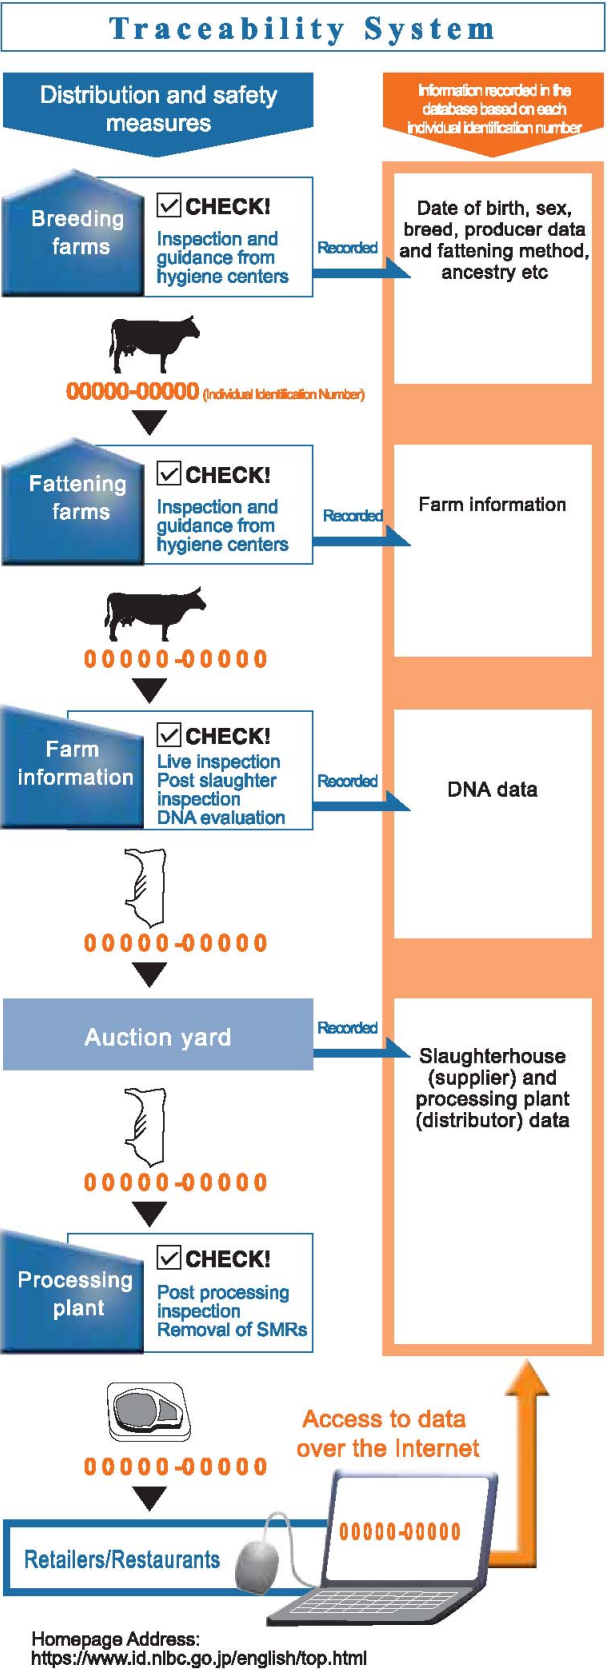 Traceability System
Distribution and safety
measures
Information recorded in the
database based on each
individual identification number
Breeding
farms
CHECK!
Inspection and
guidance from
hygiene centers
Recorded
Date of birth, sex,
breed, producer data
and fattening method,
ancestry etc
00000-00000 (Individual Identification Number)
Fattening
farms
CHECK!
Inspection and
guidance from
hygiene centers
Recorded
Farm information
00000-00000
Farm
information
CHECK!
Live inspection
Post slaughter
inspection
DNA evaluation
Recorded
DNA data
00000-00000
Auction yard
Recorded
Slaughterhouse
(supplier) and
processing plant
(distributor) data
00000-00000
Processing
plant
CHECK!
Post processing
inspection
Removal of SMRs
00000-00000
Access to data
over the Internet
00000-00000
Retailers/Restaurants
Homepage Address:
https://www.id.nlbc.go.jp/english/top.html